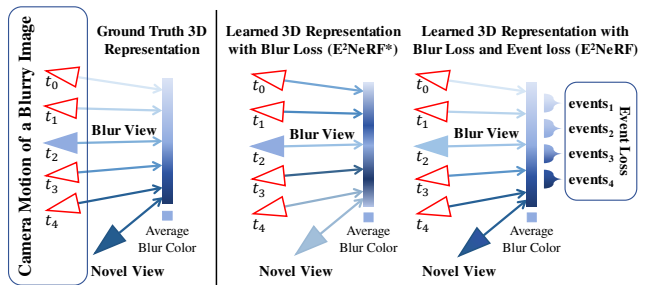 Camera Motion of a Blurry Image
Ground Truth 3D
Representation
t0
t1
t2
t3
t4
Blur View
Average
Blur Color
Novel View
Learned 3D Representation
with Blur Loss (E²NeRF*)
t0
t1
t2
t3
t4
Blur View
Average
Blur Color
Novel View
Learned 3D Representation with
Blur Loss and Event loss (E²NeRF)
t0
t1
t2
t3
t4
Blur View
Average
Blur Color
Novel View
events1
events2
events3
events4
Event Loss